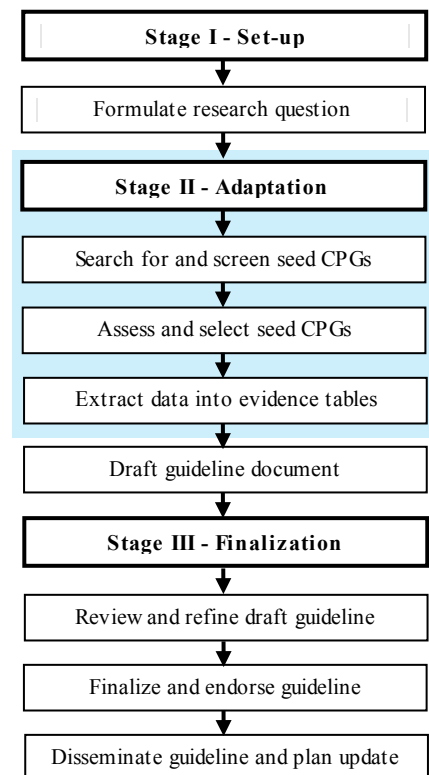 Stage I - Set-up
Formulate research question
Stage II - Adaptation
Search for and screen seed CPGs
Assess and select seed CPGs
Extract data into evidence tables
Draft guideline document
Stage III - Finalization
Review and refine draft guideline
Finalize and endorse guideline
Disseminate guideline and plan update